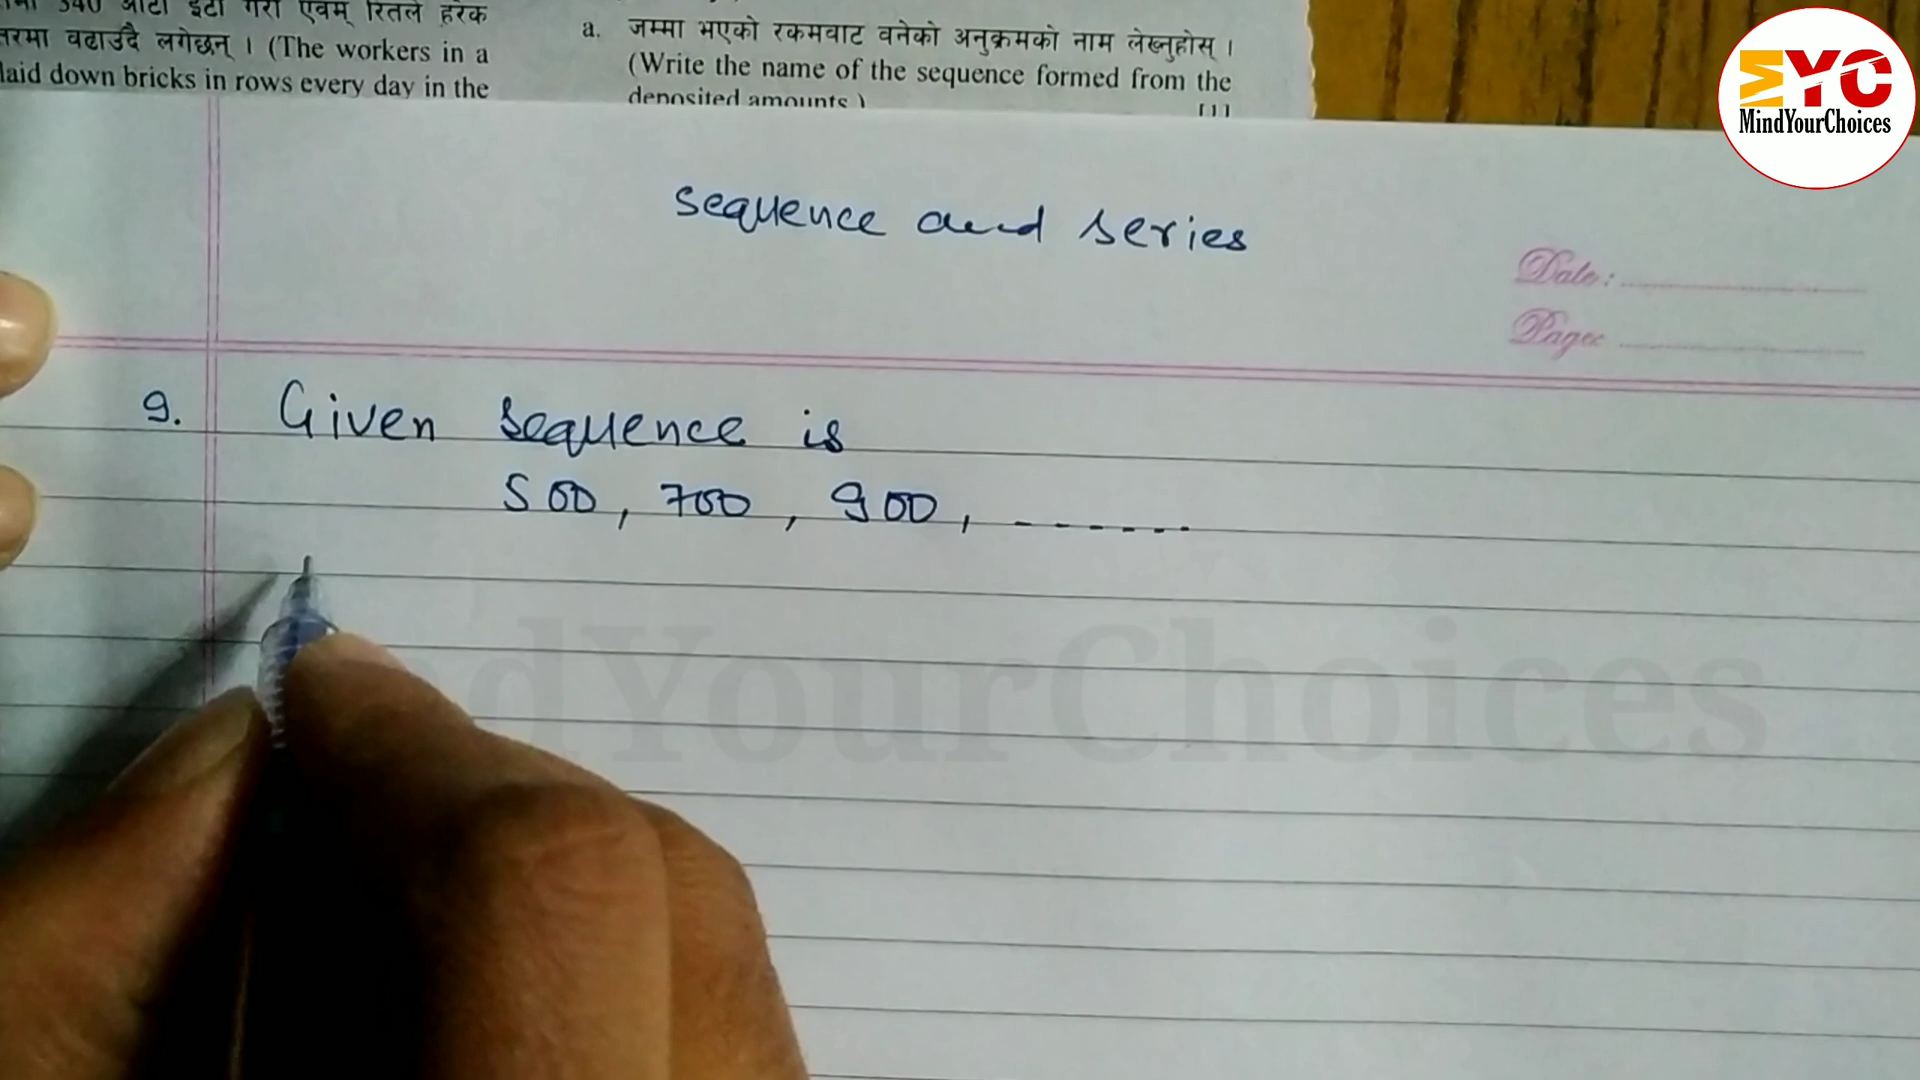 340 ओटा इटा गरी एवम् रितले हरेक
तरमा बढाउँदै लगेछन् । (The workers in a
laid down bricks in rows every day in the
a. जम्मा भएको रकमबाट बनेको अनुक्रमको नाम लेख्नुहोस् ।
(Write the name of the sequence formed from the
deposited amounts.) [1]
MYC
MindYourChoices
Sequence and series
Date:
Page:
9. Given sequence is
500, 700, 900, -------
MindYourChoices